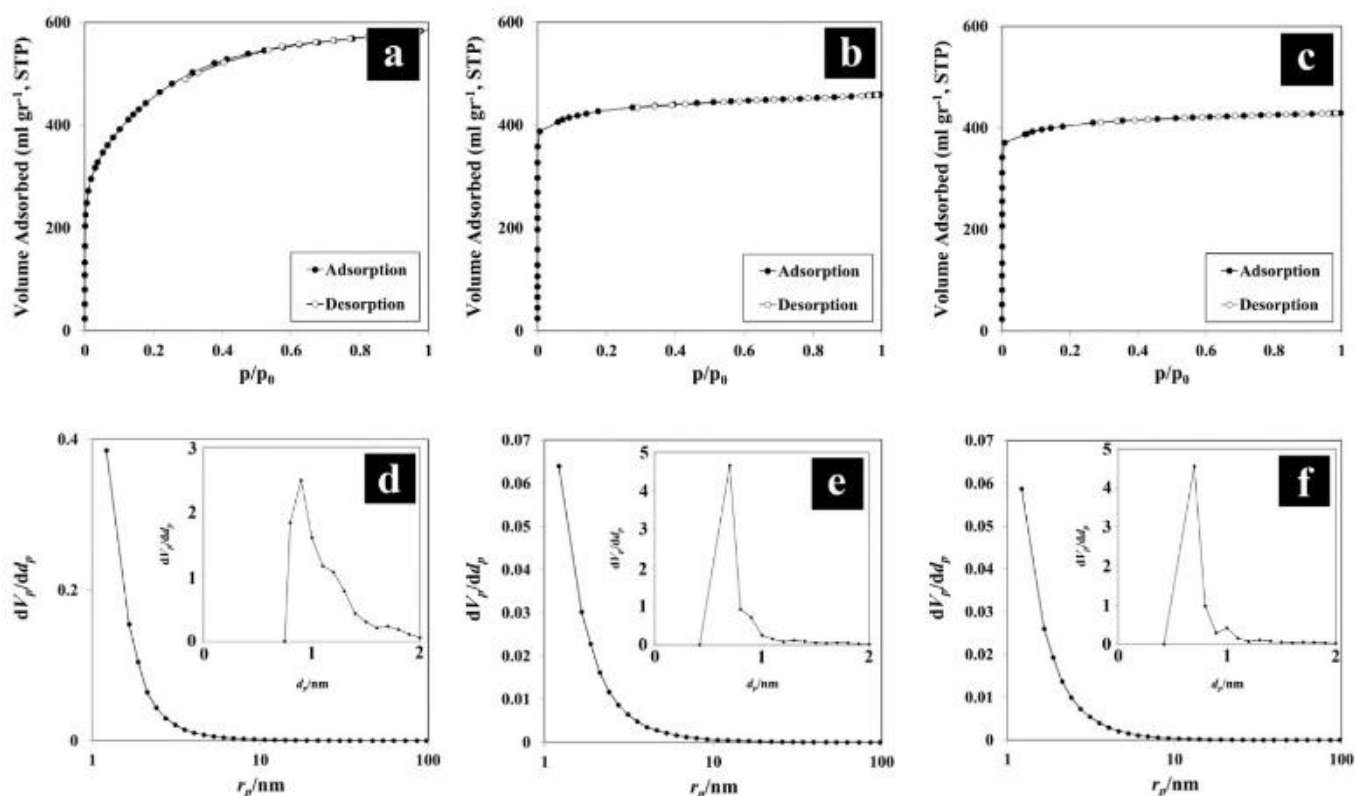 600
400
200
0
Volume Adsorbed (ml gr⁻¹, STP)
a
Adsorption
Desorption
0 0.2 0.4 0.6 0.8 1
p/p₀
600
400
200
0
Volume Adsorbed (ml gr⁻¹, STP)
b
Adsorption
Desorption
0 0.2 0.4 0.6 0.8 1
p/p₀
600
400
200
0
Volume Adsorbed (ml gr⁻¹, STP)
c
Adsorption
Desorption
0 0.2 0.4 0.6 0.8 1
p/p₀
0.4
0.2
0
dVₚ/ddₚ
d
3
2
1
0
dVₚ/ddₚ
0 1 2
dₚ/nm
1 10 100
rₚ/nm
0.07
0.06
0.05
0.04
0.03
0.02
0.01
0
dVₚ/ddₚ
e
5
4
3
2
1
0
dVₚ/ddₚ
0 1 2
dₚ/nm
1 10 100
rₚ/nm
0.07
0.06
0.05
0.04
0.03
0.02
0.01
0
dVₚ/ddₚ
f
5
4
3
2
1
0
dVₚ/ddₚ
0 1 2
dₚ/nm
1 10 100
rₚ/nm